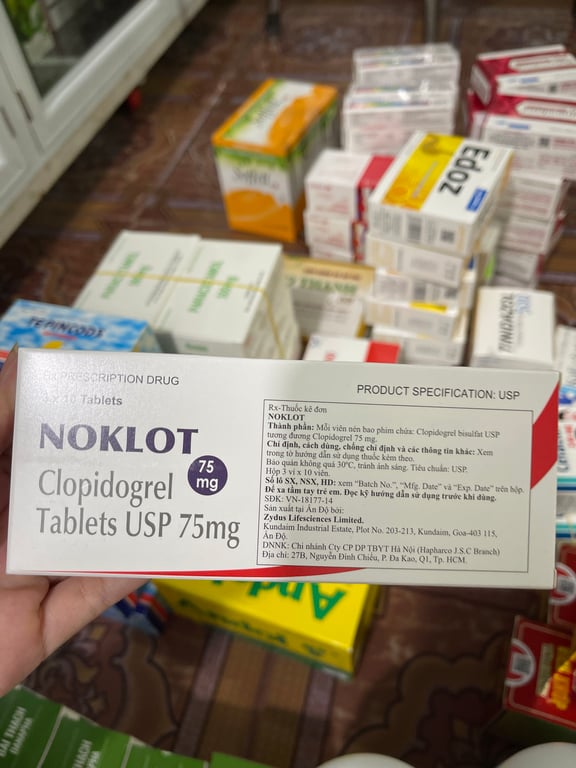 Edoz
TEPINCODS
TINIDAZOL
Rx PRESCRIPTION DRUG
3 x 10 Tablets
NOKLOT
75
mg
Clopidogrel
Tablets USP 75mg
PRODUCT SPECIFICATION: USP
Rx-Thuốc kê đơn
NOKLOT
Thành phần: Mỗi viên nén bao phim chứa: Clopidogrel bisulfat USP
tương đương Clopidogrel 75 mg.
Chỉ định, cách dùng, chống chỉ định và các thông tin khác: Xem
trong tờ hướng dẫn sử dụng thuốc kèm theo.
Bảo quản không quá 30°C, tránh ánh sáng. Tiêu chuẩn: USP.
Hộp 3 vỉ x 10 viên.
Số lô SX, NSX, HD: xem “Batch No.”, “Mfg. Date” và “Exp. Date” trên hộp.
Để xa tầm tay trẻ em. Đọc kỹ hướng dẫn sử dụng trước khi dùng.
SĐK: VN-18177-14
Sản xuất tại Ấn Độ bởi:
Zydus Lifesciences Limited.
Kundaim Industrial Estate, Plot No. 203-213, Kundaim, Goa-403 115,
Ấn Độ.
DNNK: Chi nhánh Cty CP DP TBYT Hà Nội (Hapharco J.S.C Branch)
Địa chỉ: 27B, Nguyễn Đình Chiểu, P. Đa Kao, Q1, Tp. HCM.